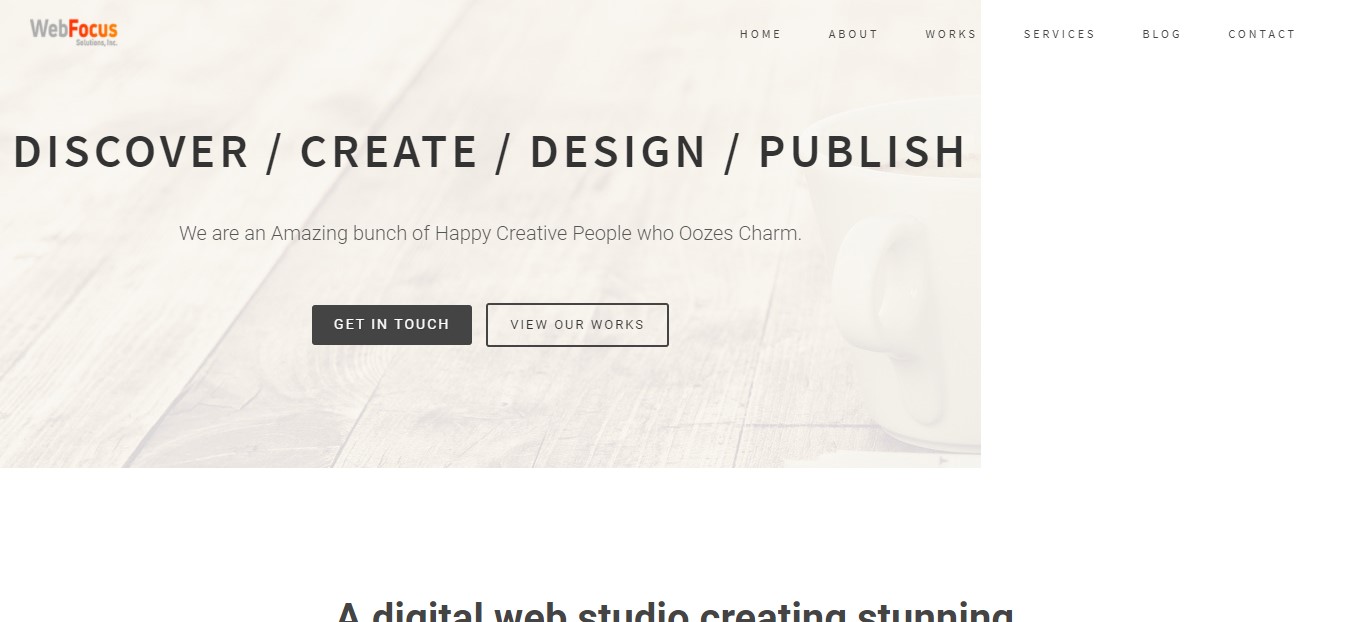 WebFocus
Solutions, Inc.
HOME ABOUT WORKS SERVICES BLOG CONTACT
DISCOVER / CREATE / DESIGN / PUBLISH
We are an Amazing bunch of Happy Creative People who Oozes Charm.
GET IN TOUCH VIEW OUR WORKS
A digital web studio creating stunning